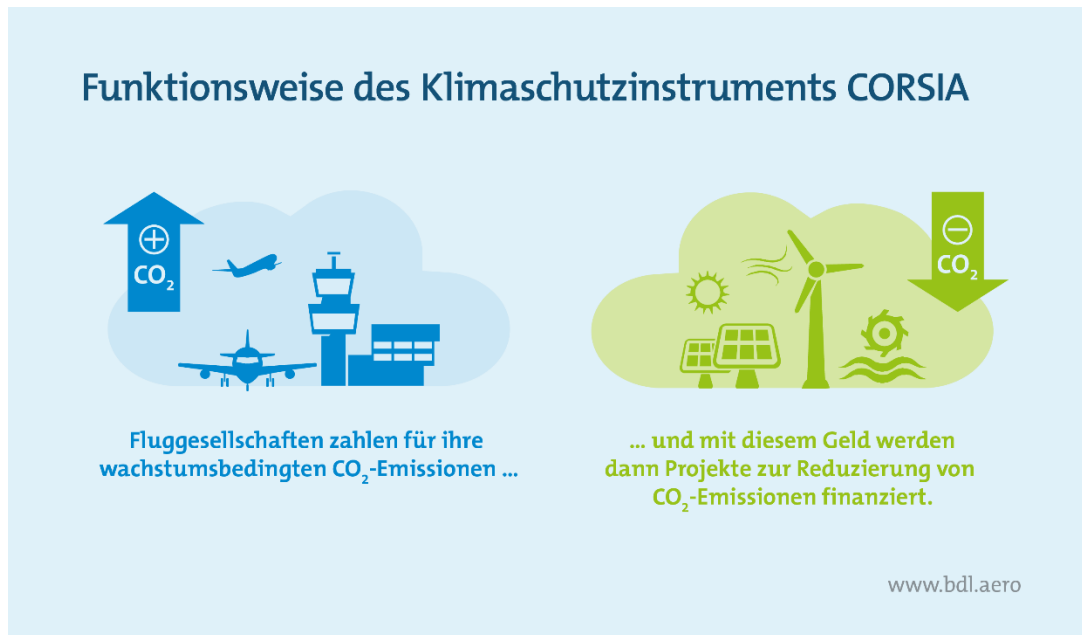 Funktionsweise des Klimaschutzinstruments CORSIA
⊕
CO₂
⊖
CO₂
Fluggesellschaften zahlen für ihre
wachstumsbedingten CO₂-Emissionen ...
... und mit diesem Geld werden
dann Projekte zur Reduzierung von
CO₂-Emissionen finanziert.
www.bdl.aero